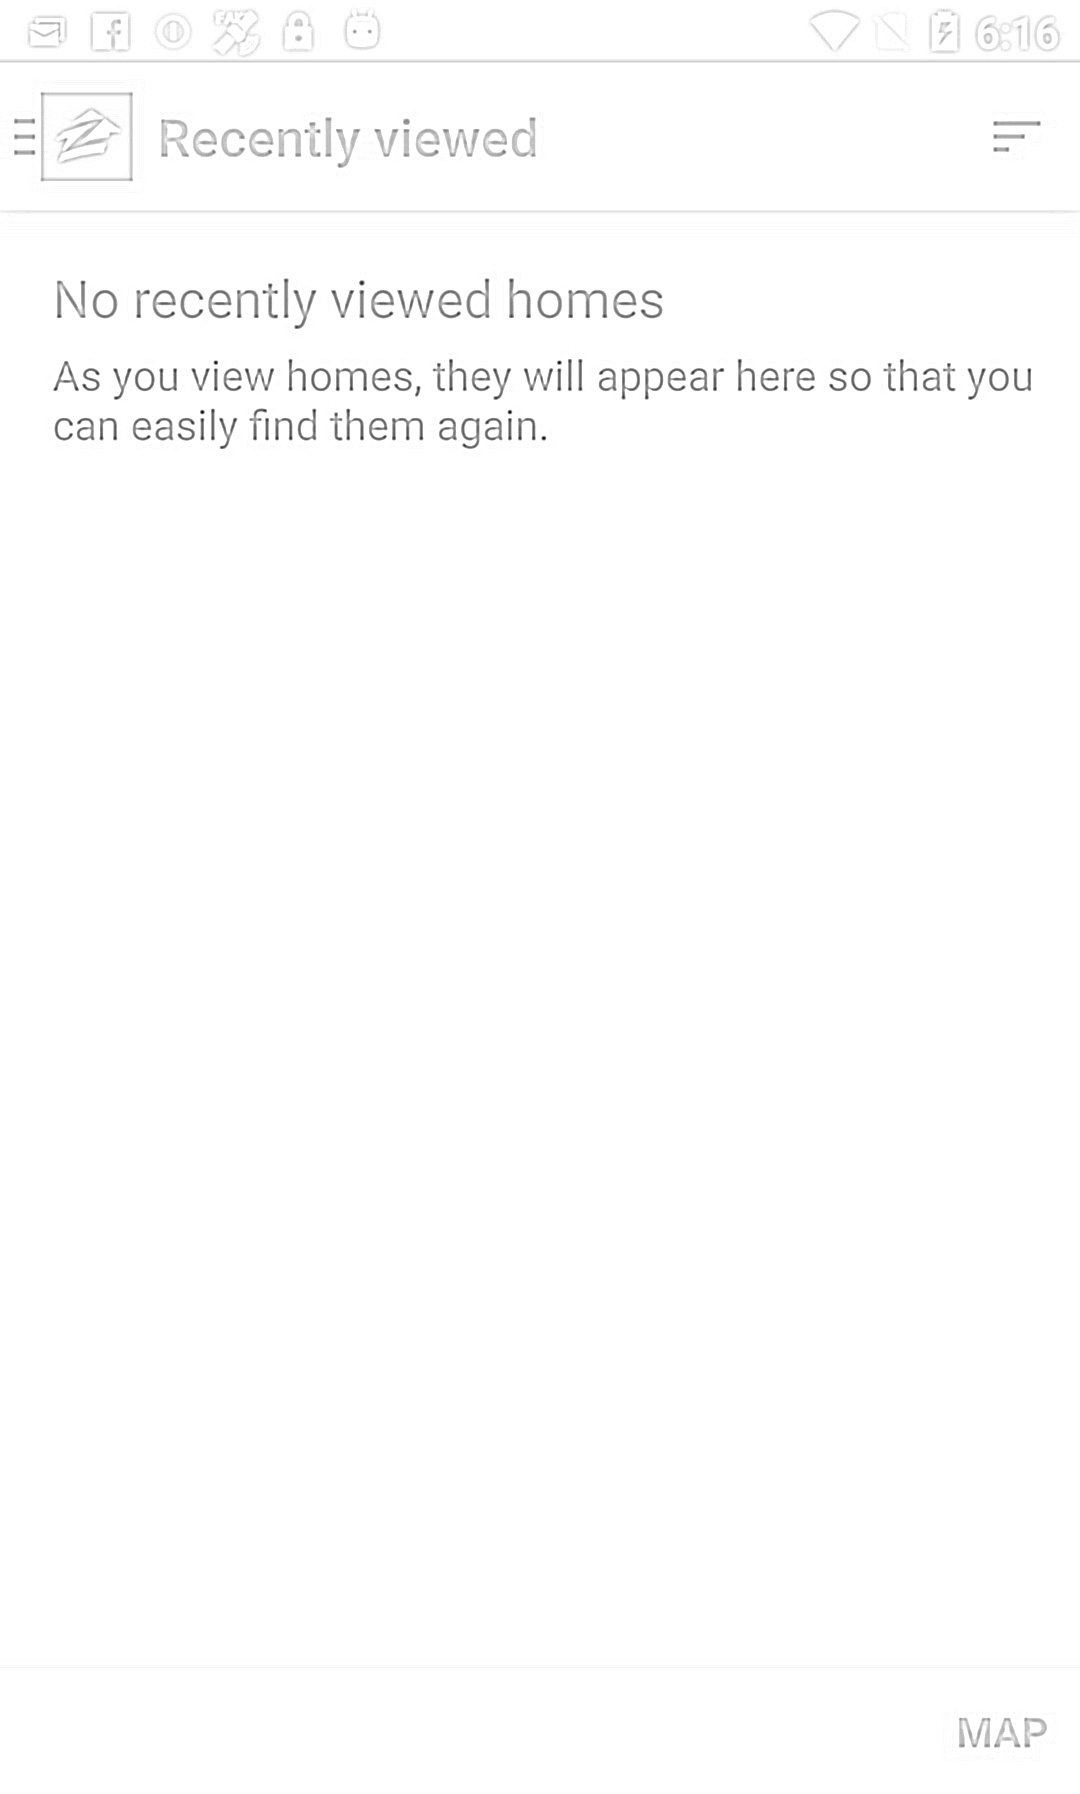 6:16
Recently viewed
No recently viewed homes
As you view homes, they will appear here so that you
can easily find them again.
MAP